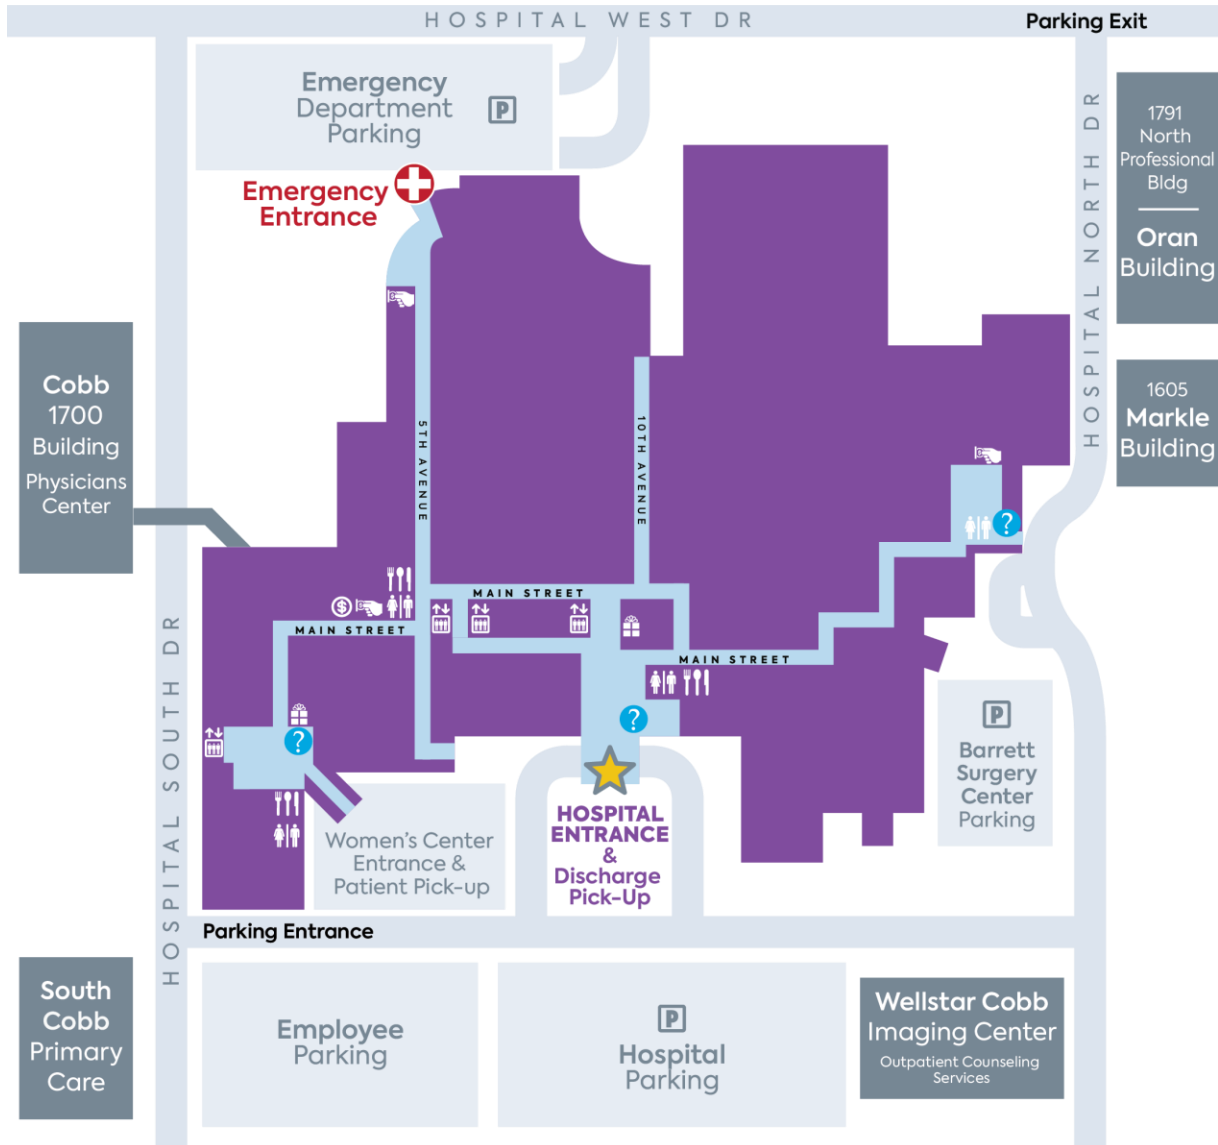 HOSPITAL WEST DR
Parking Exit
Emergency
Department
Parking
P
Emergency
Entrance
HOSPITAL NORTH DR
1791
North
Professional
Bldg
Oran
Building
1605
Markle
Building
Cobb
1700
Building
Physicians
Center
5TH AVENUE
10TH AVENUE
?
MAIN STREET
$
MAIN STREET
MAIN STREET
HOSPITAL SOUTH DR
?
?
P
Barrett
Surgery
Center
Parking
HOSPITAL
ENTRANCE
&
Discharge
Pick-Up
Women's Center
Entrance &
Patient Pick-up
Parking Entrance
South
Cobb
Primary
Care
Employee
Parking
P
Hospital
Parking
Wellstar Cobb
Imaging Center
Outpatient Counseling
Services